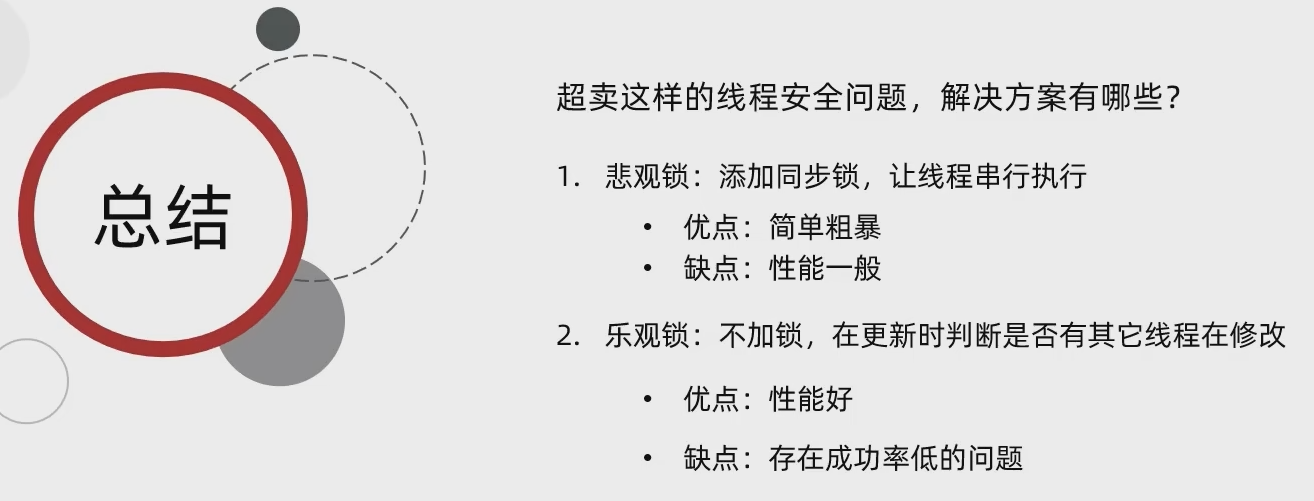 总结
超卖这样的线程安全问题，解决方案有哪些？
1. 悲观锁：添加同步锁，让线程串行执行
• 优点：简单粗暴
• 缺点：性能一般
2. 乐观锁：不加锁，在更新时判断是否有其它线程在修改
• 优点：性能好
• 缺点：存在成功率低的问题